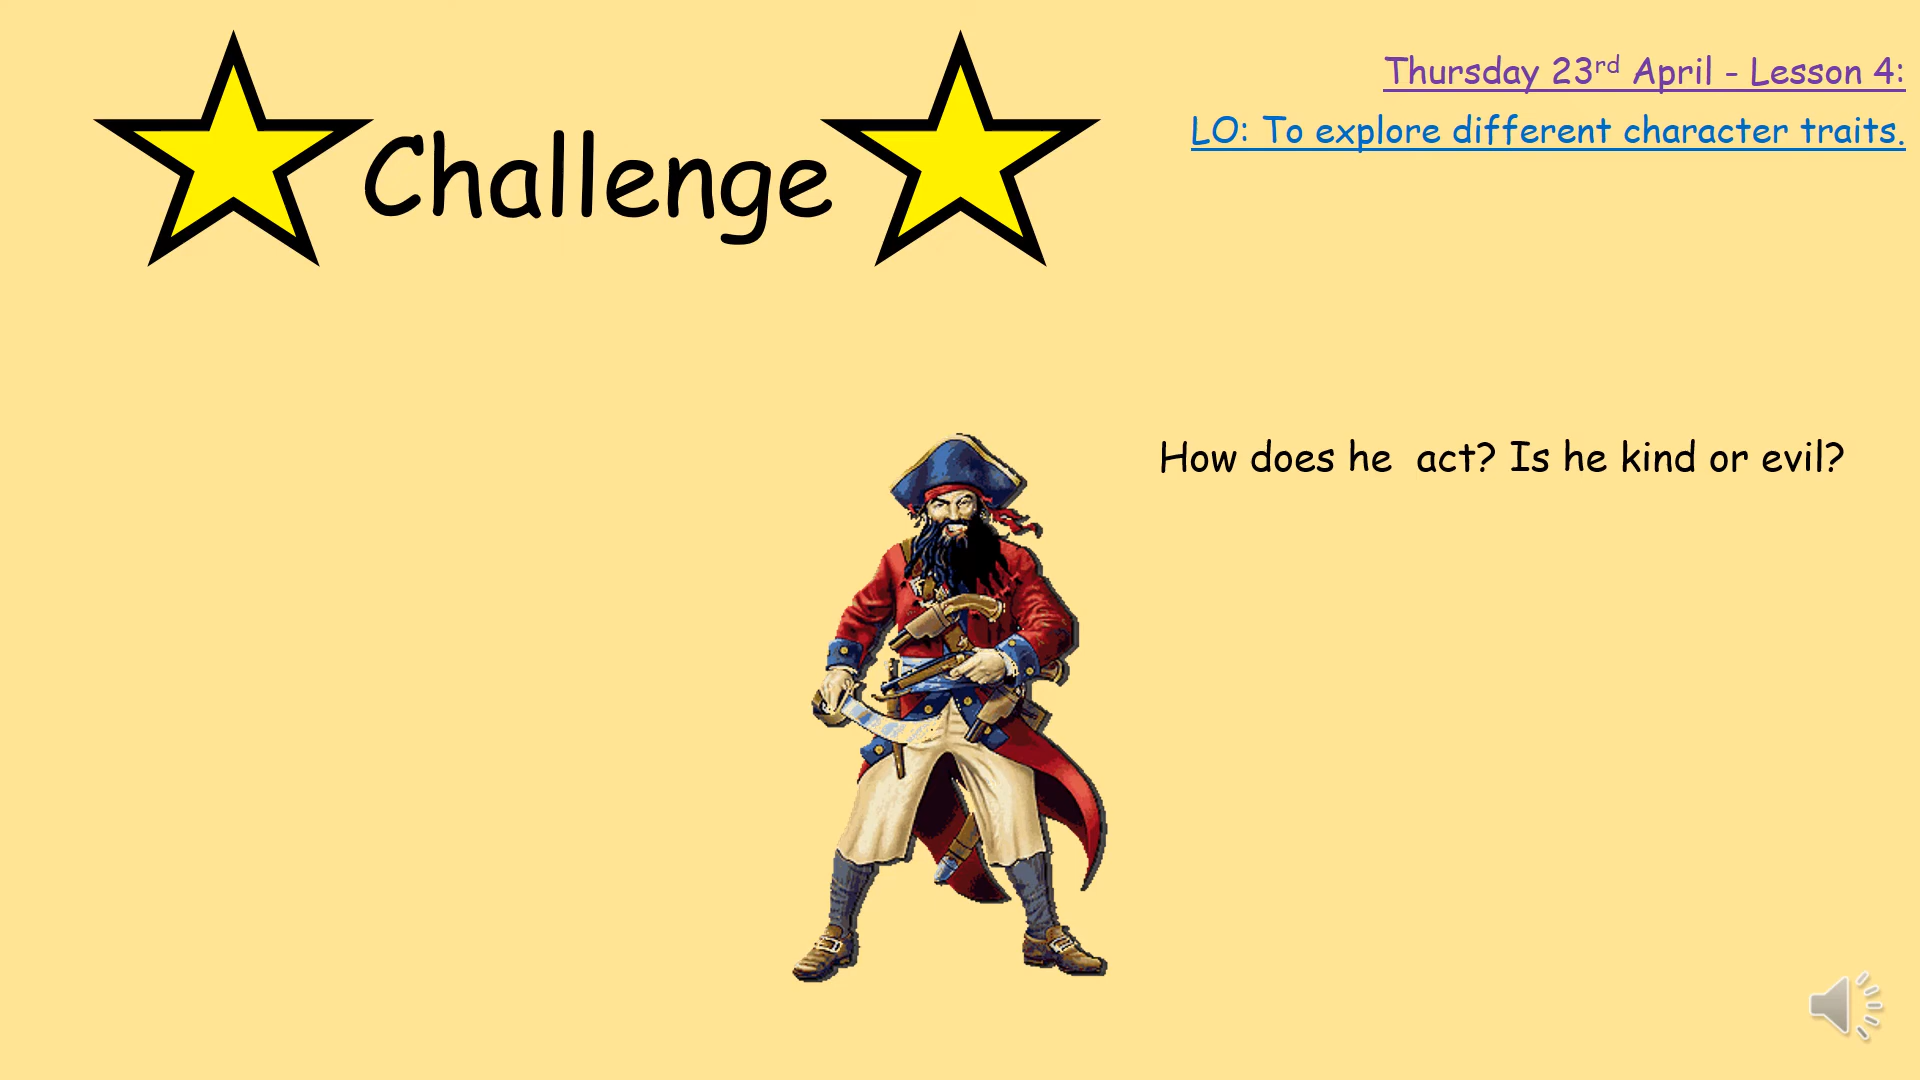 Challenge
Thursday 23rd April - Lesson 4:
LO: To explore different character traits.
How does he  act? Is he kind or evil?